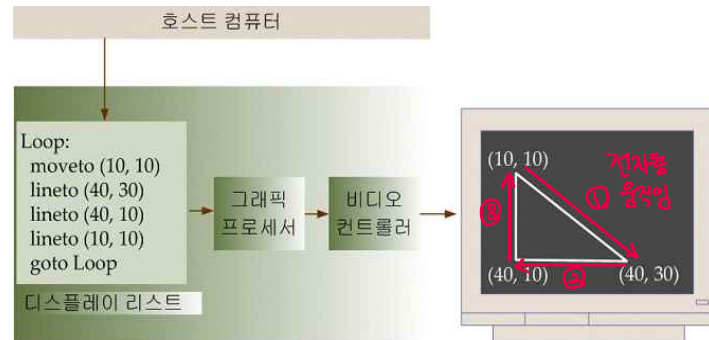 호스트 컴퓨터
Loop:
moveto (10, 10)
lineto (40, 30)
lineto (40, 10)
lineto (10, 10)
goto Loop
디스플레이 리스트
그래픽
프로세서
비디오
컨트롤러
(10, 10)
전자총
움직임
①
③
(40, 10)
②
(40, 30)